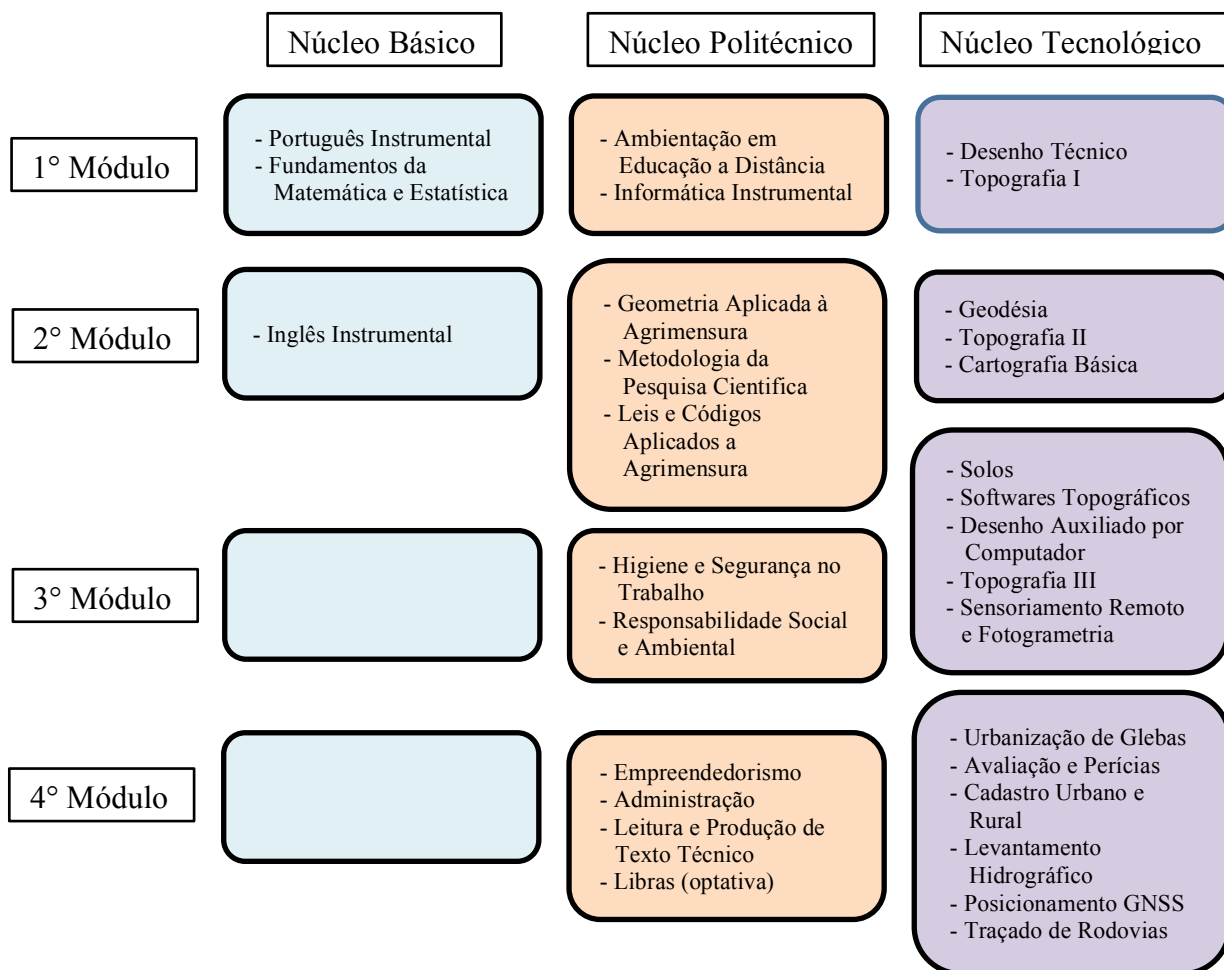 Núcleo Básico
Núcleo Politécnico
Núcleo Tecnológico
1° Módulo
- Português Instrumental
- Fundamentos da
Matemática e Estatística
- Ambientação em
Educação a Distância
- Informática Instrumental
- Desenho Técnico
- Topografia I
2° Módulo
- Inglês Instrumental
- Geometria Aplicada à
Agrimensura
- Metodologia da
Pesquisa Cientifica
- Leis e Códigos
Aplicados a
Agrimensura
- Geodésia
- Topografia II
- Cartografia Básica
3° Módulo
- Higiene e Segurança no
Trabalho
- Responsabilidade Social
e Ambiental
- Solos
- Softwares Topográficos
- Desenho Auxiliado por
Computador
- Topografia III
- Sensoriamento Remoto
e Fotogrametria
4° Módulo
- Empreendedorismo
- Administração
- Leitura e Produção de
Texto Técnico
- Libras (optativa)
- Urbanização de Glebas
- Avaliação e Perícias
- Cadastro Urbano e
Rural
- Levantamento
Hidrográfico
- Posicionamento GNSS
- Traçado de Rodovias